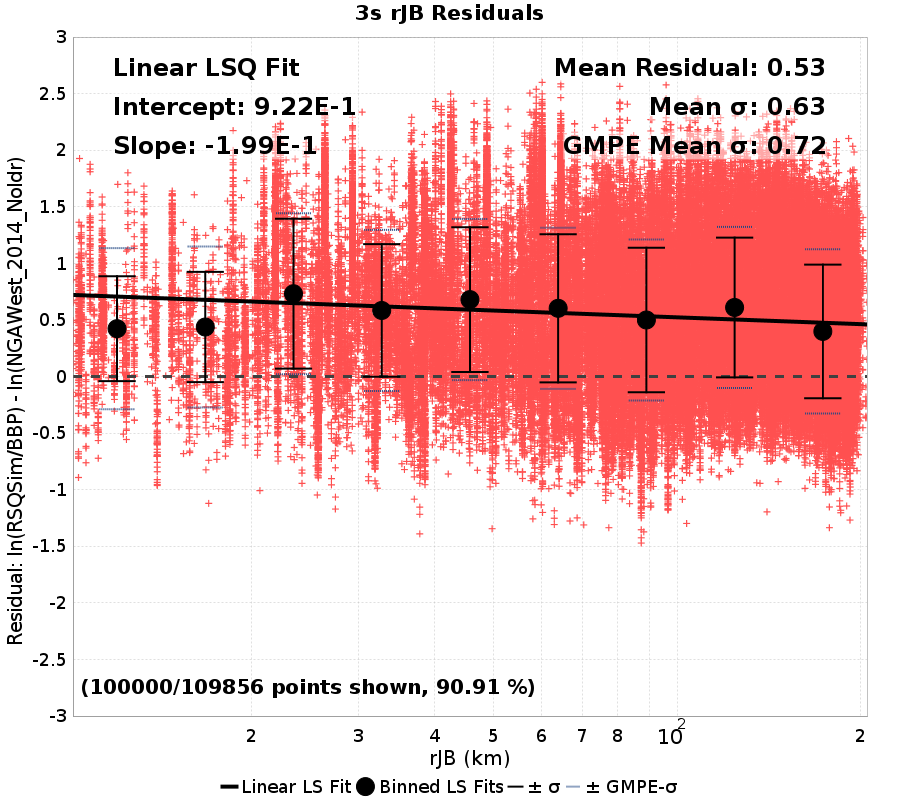 3s rJB Residuals
Linear LSQ Fit
Intercept: 9.22E-1
Slope: -1.99E-1
Mean Residual: 0.53
Mean σ: 0.63
GMPE Mean σ: 0.72
3
2.5
2
1.5
1
0.5
0
-0.5
-1
-1.5
-2
-2.5
-3
Residual: ln(RSQSim/BBP) - ln(NGAWest_2014_NoIdr)
(100000/109856 points shown, 90.91 %)
2 3 4 5 6 7 8 10² 2
rJB (km)
Linear LS Fit Binned LS Fits ± σ ± GMPE-σ